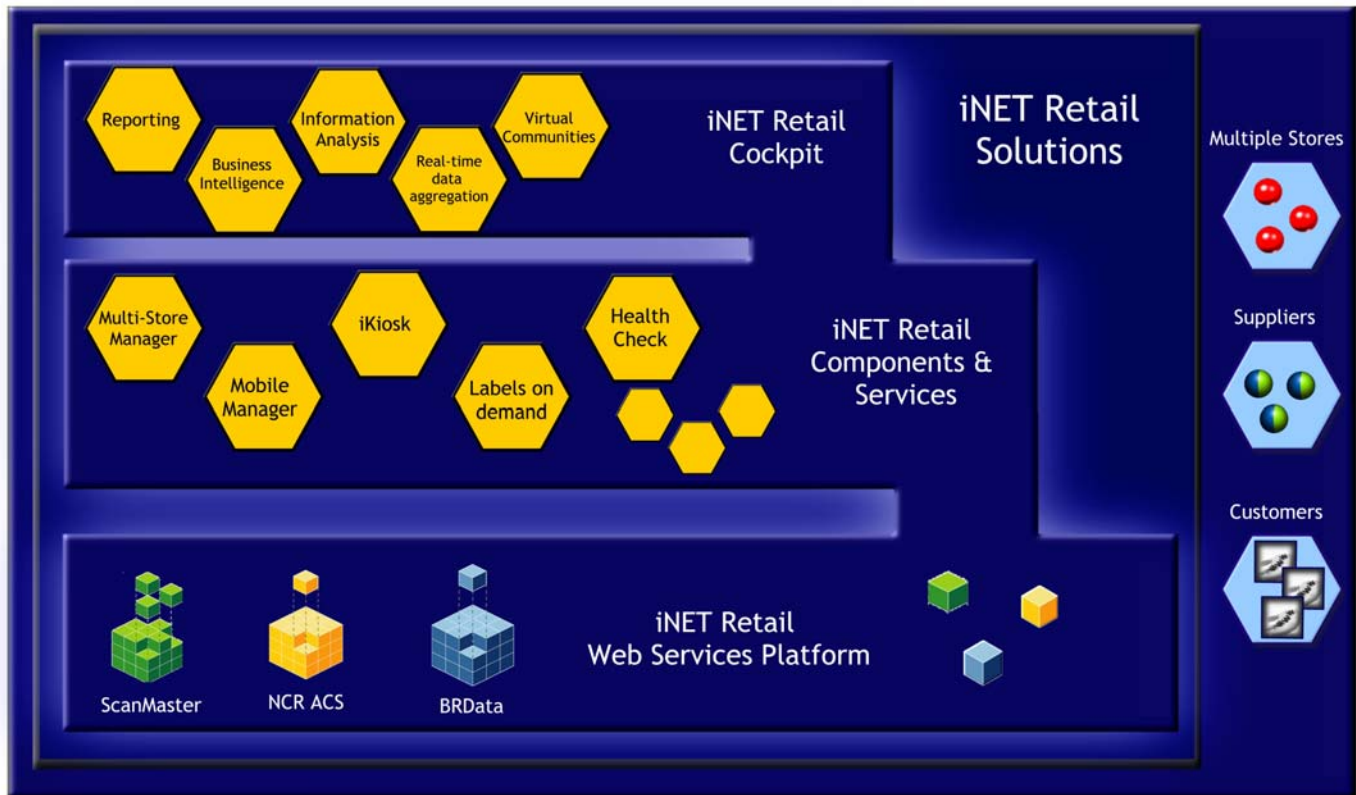 Reporting
Business
Intelligence
Information
Analysis
Real-time
data
aggregation
Virtual
Communities
iNET Retail
Cockpit
iNET Retail
Solutions
Multiple Stores
Multi-Store
Manager
Mobile
Manager
iKiosk
Labels on
demand
Health
Check
iNET Retail
Components &
Services
Suppliers
ScanMaster
NCR ACS
BRData
iNET Retail
Web Services Platform
Customers